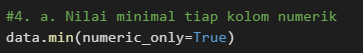 #4. a. Nilai minimal tiap kolom numerik
data.min(numeric_only=True)